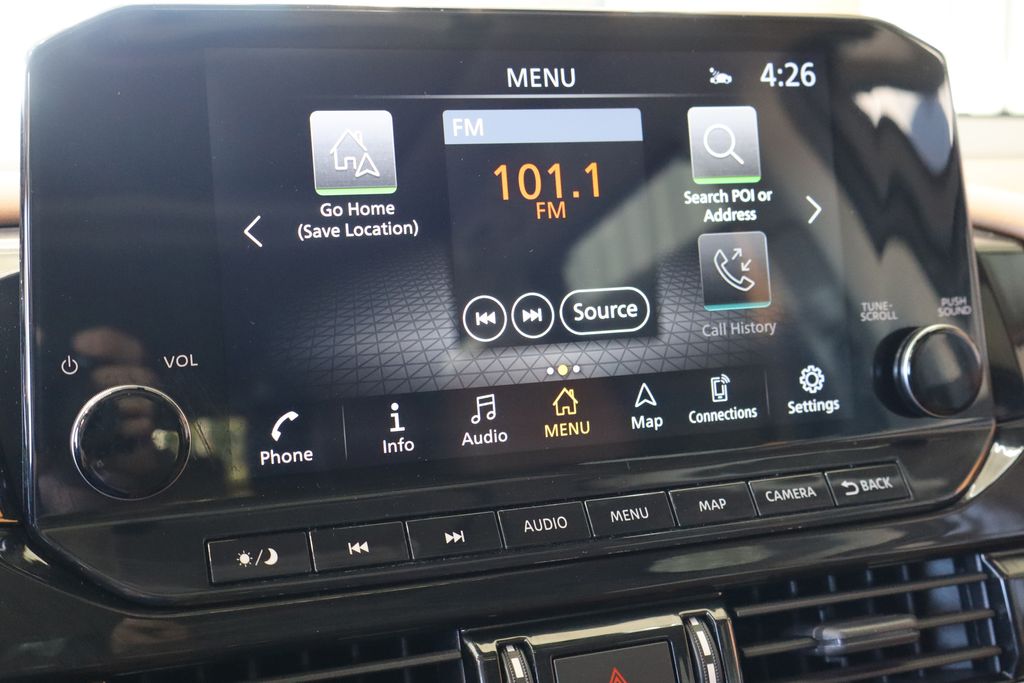 MENU
4:26
FM
101.1
FM
Go Home
(Save Location)
Search POI or
Address
Source
Call History
TUNE-
SCROLL
PUSH
SOUND
VOL
Phone
Info
Audio
MENU
Map
Connections
Settings
AUDIO
MENU
MAP
CAMERA
BACK